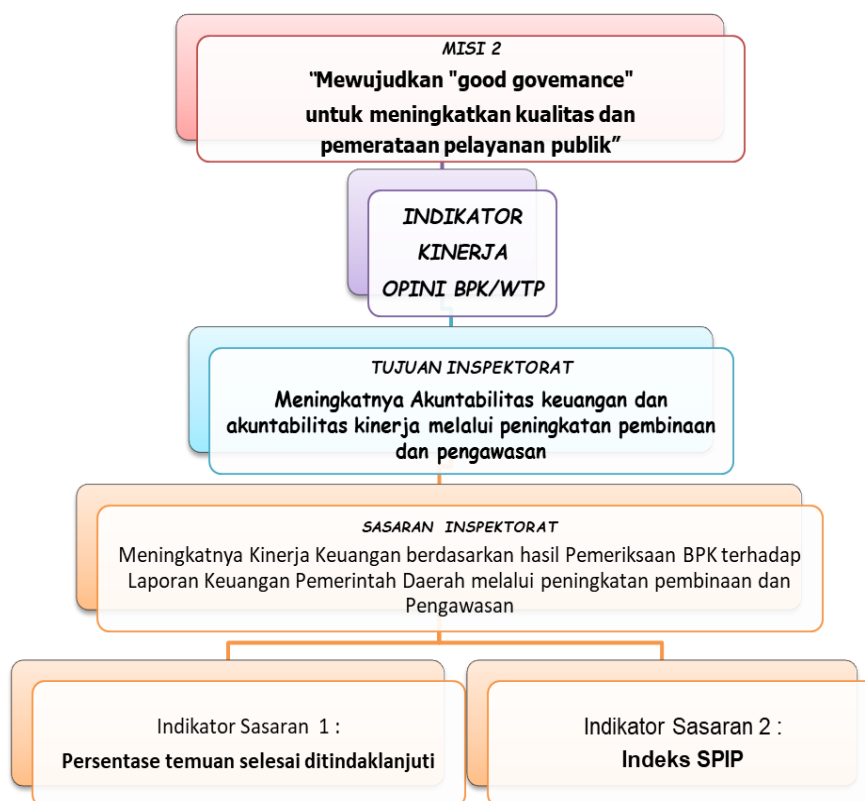 MISI 2
“Mewujudkan "good govemance"
untuk meningkatkan kualitas dan
pemerataan pelayanan publik”
INDIKATOR
KINERJA
OPINI BPK/WTP
TUJUAN INSPEKTORAT
Meningkatnya Akuntabilitas keuangan dan
akuntabilitas kinerja melalui peningkatan pembinaan
dan pengawasan
SASARAN INSPEKTORAT
Meningkatnya Kinerja Keuangan berdasarkan hasil Pemeriksaan BPK terhadap
Laporan Keuangan Pemerintah Daerah melalui peningkatan pembinaan dan
Pengawasan
Indikator Sasaran 1 :
Persentase temuan selesai ditindaklanjuti
Indikator Sasaran 2 :
Indeks SPIP